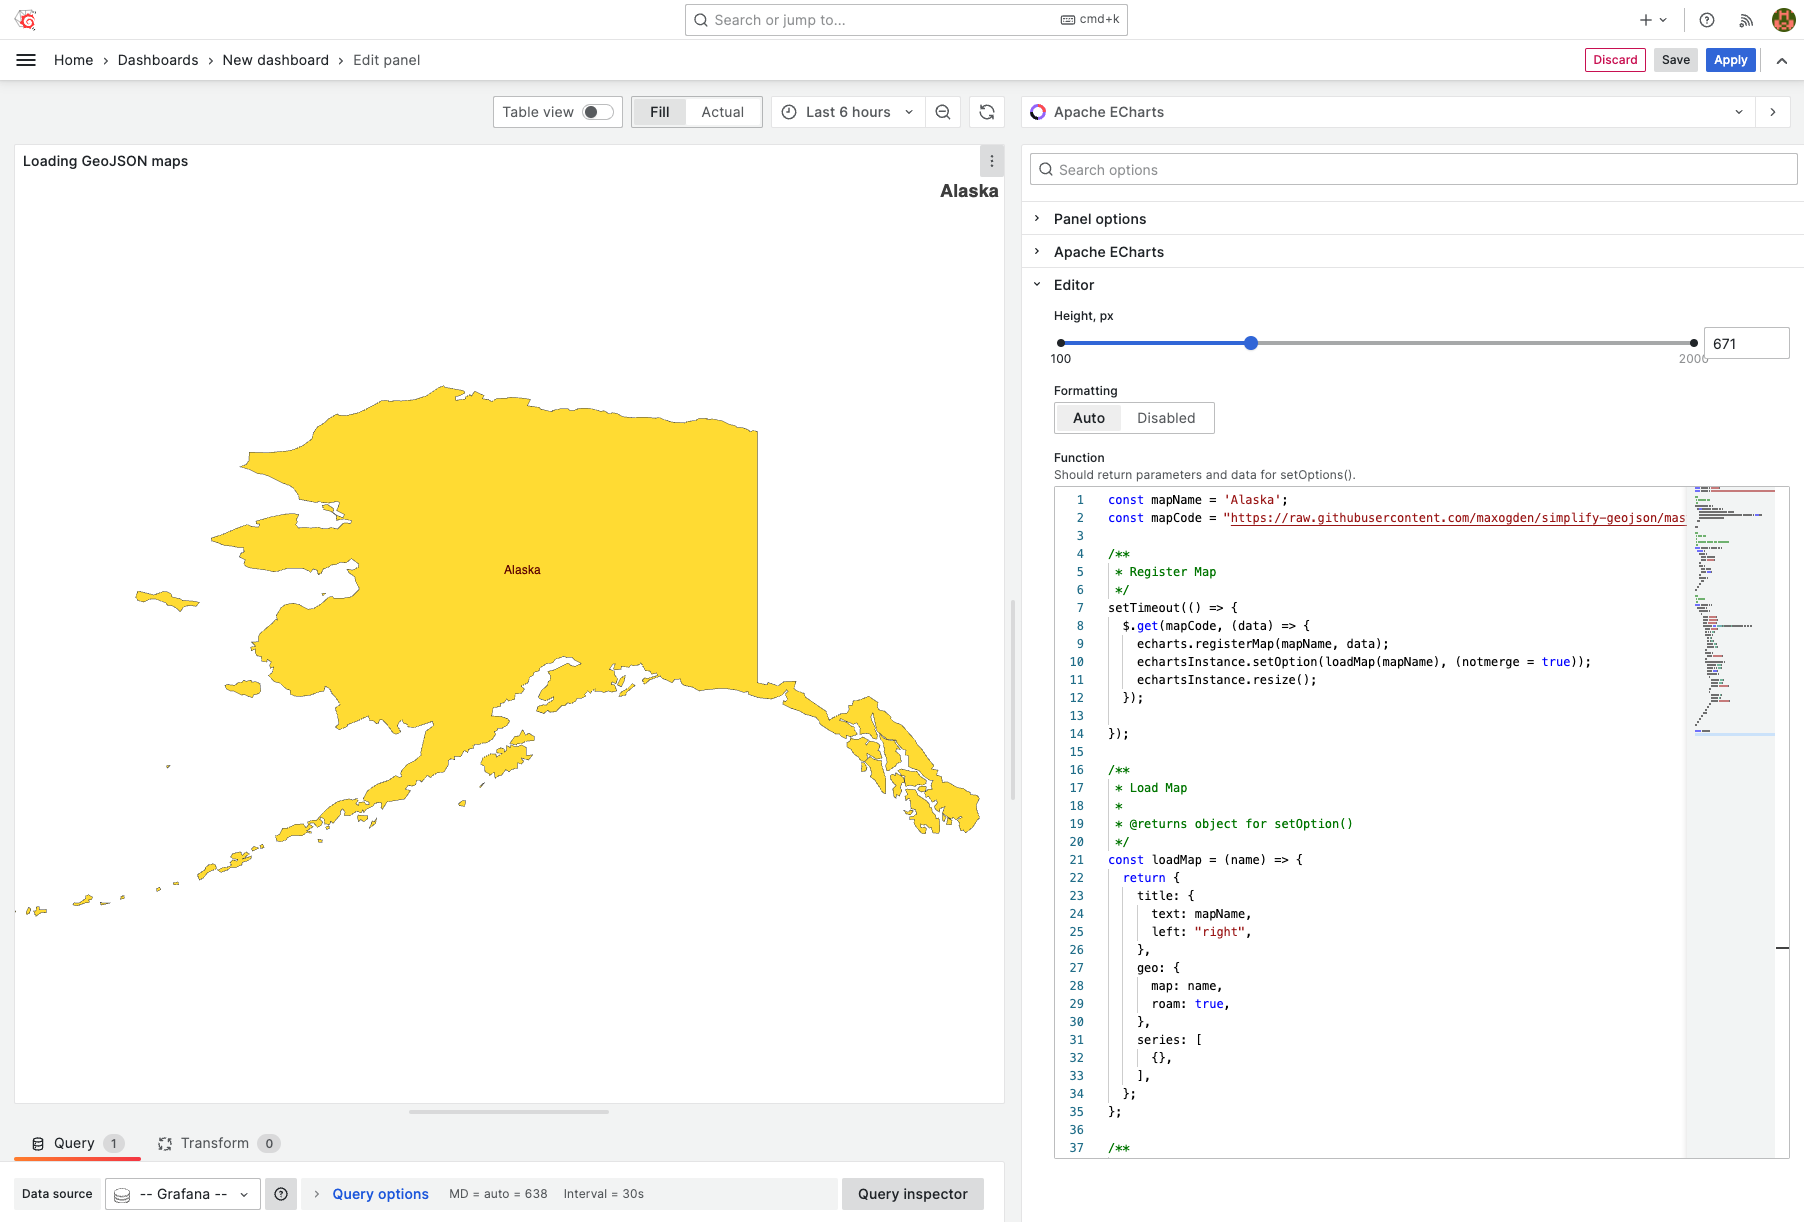 Search or jump to...
cmd+k
Home › Dashboards › New dashboard › Edit panel
Discard
Save
Apply
Table view
Fill
Actual
Last 6 hours
Apache ECharts
Loading GeoJSON maps
Alaska
Alaska
Search options
Panel options
Apache ECharts
Editor
Height, px
100
2000
671
Formatting
Auto
Disabled
Function
Should return parameters and data for setOptions().
1 const mapName = 'Alaska';
2 const mapCode = "https://raw.githubusercontent.com/maxogden/simplify-geojson/mas
3
4 /**
5 * Register Map
6 */
7 setTimeout(() => {
8 $.get(mapCode, (data) => {
9 echarts.registerMap(mapName, data);
10 echartsInstance.setOption(loadMap(mapName), (notmerge = true));
11 echartsInstance.resize();
12 });
13
14 });
15
16 /**
17 * Load Map
18 *
19 * @returns object for setOption()
20 */
21 const loadMap = (name) => {
22 return {
23 title: {
24 text: mapName,
25 left: "right",
26 },
27 geo: {
28 map: name,
29 roam: true,
30 },
31 series: [
32 {},
33 ],
34 };
35 };
36
37 /**
Query 1
Transform 0
Data source
-- Grafana --
Query options
MD = auto = 638
Interval = 30s
Query inspector